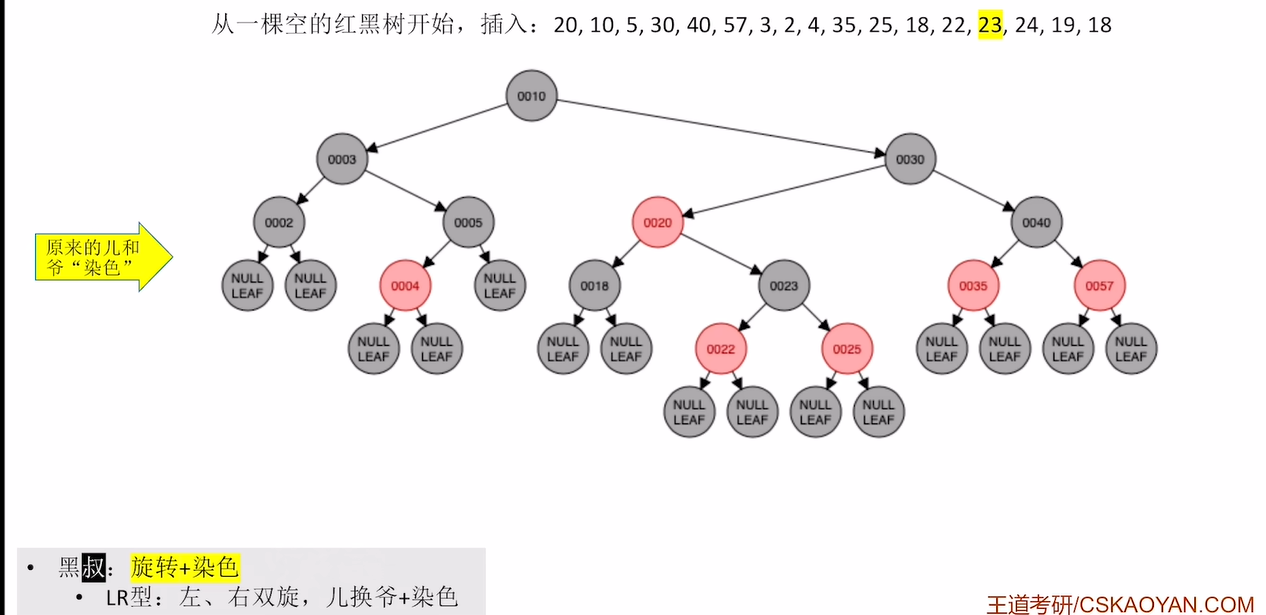 从一棵空的红黑树开始，插入：20, 10, 5, 30, 40, 57, 3, 2, 4, 35, 25, 18, 22, 23, 24, 19, 18
0010
0003
0030
0002
0005
0020
0040
原来的儿和
爷“染色”
NULL
LEAF
NULL
LEAF
0004
NULL
LEAF
0018
0023
0035
0057
NULL
LEAF
NULL
LEAF
NULL
LEAF
NULL
LEAF
0022
0025
NULL
LEAF
NULL
LEAF
NULL
LEAF
NULL
LEAF
NULL
LEAF
NULL
LEAF
NULL
LEAF
NULL
LEAF
• 黑叔：旋转+染色
• LR型：左、右双旋，儿换爷+染色
王道考研/CSKAOYAN.COM